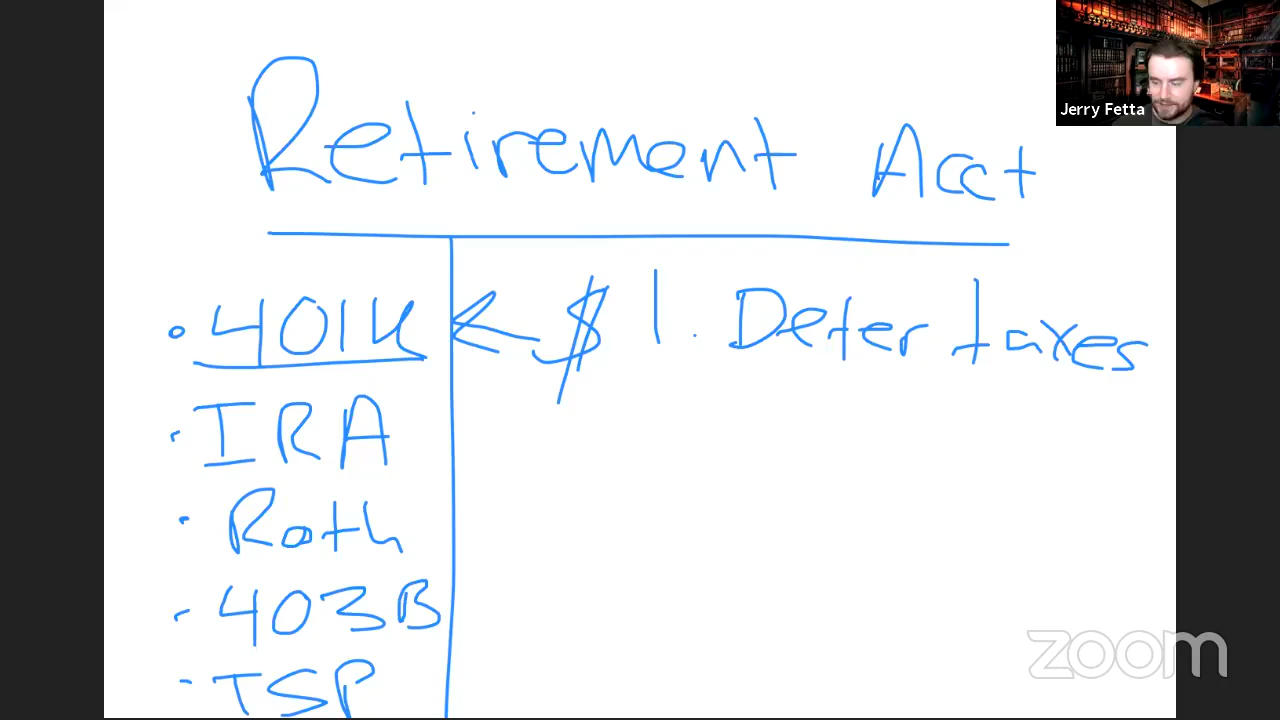 Retirement Acct
Jerry Fetta
• 401K ← $ 1. Defer taxes
• IRA
• Roth
• 403B
• TSP
zoom